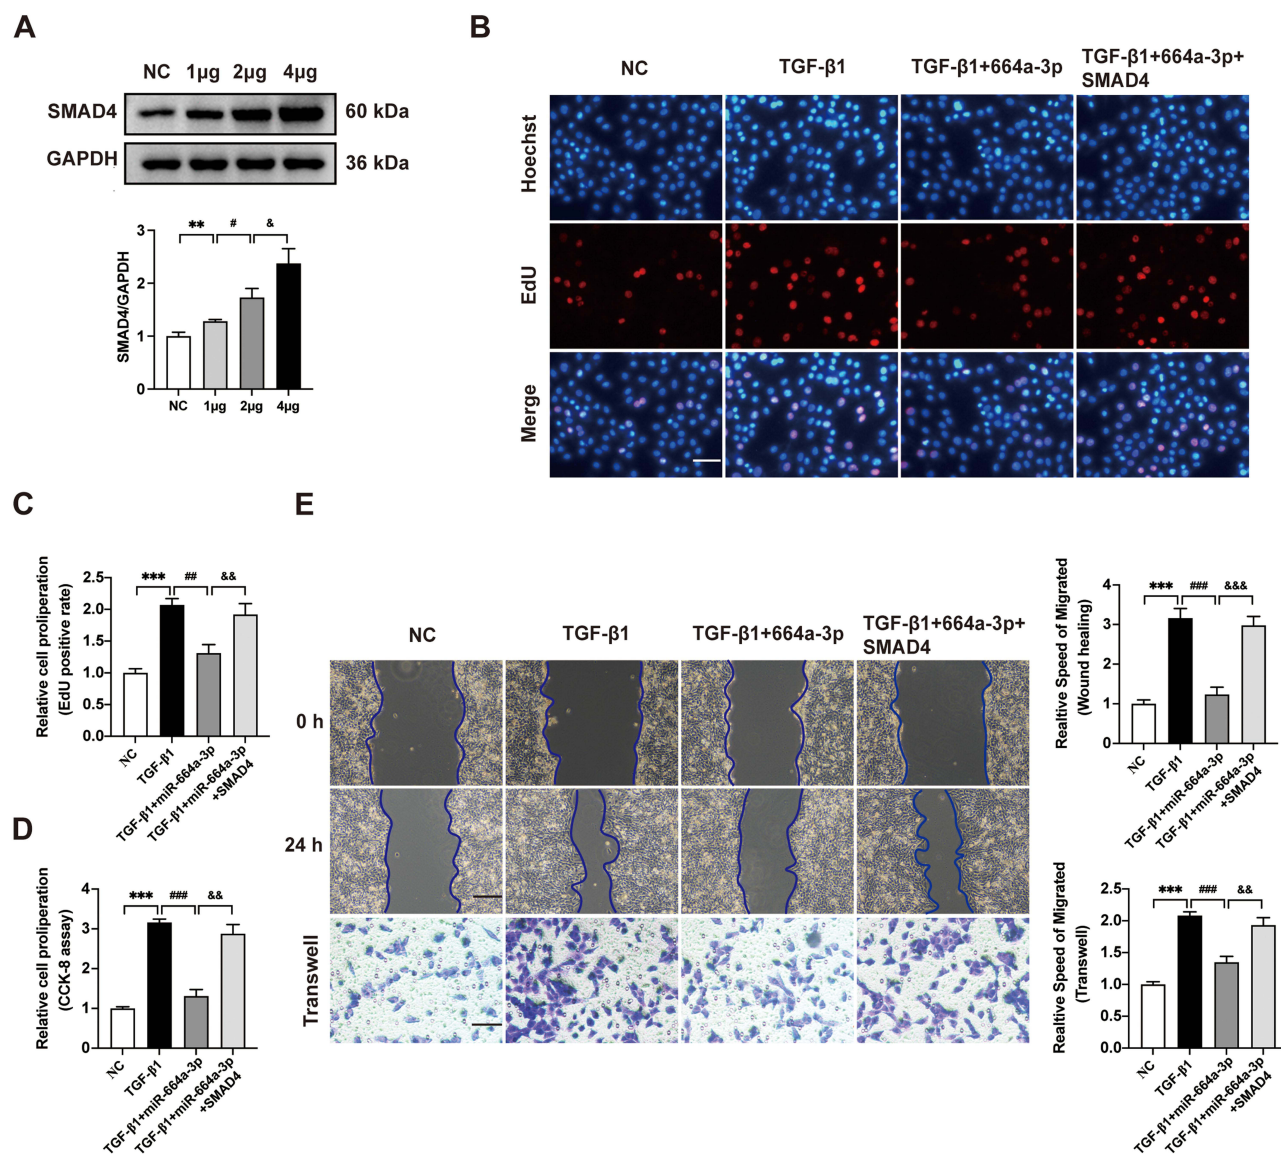 A
NC 1μg 2μg 4μg
SMAD4 60 kDa
GAPDH 36 kDa
SMAD4/GAPDH
3
2
1
0
** # &
NC 1μg 2μg 4μg
B
NC TGF-β1 TGF-β1+664a-3p TGF-β1+664a-3p+
SMAD4
Hoechst
EdU
Merge
C
Relative cell proliperation
(EdU positive rate)
2.5
2.0
1.5
1.0
0.5
0.0
*** ## &&
NC
TGF-β1
TGF-β1+miR-664a-3p
TGF-β1+miR-664a-3p
+SMAD4
D
Relative cell proliperation
(CCK-8 assay)
4
3
2
1
0
*** ### &&
NC
TGF-β1
TGF-β1+miR-664a-3p
TGF-β1+miR-664a-3p
+SMAD4
E
NC TGF-β1 TGF-β1+664a-3p TGF-β1+664a-3p+
SMAD4
0 h
24 h
Transwell
Realtive Speed of Migrated
(Wound healing)
4
3
2
1
0
*** ### &&&
NC
TGF-β1
TGF-β1+miR-664a-3p
TGF-β1+miR-664a-3p
+SMAD4
Realtive Speed of Migrated
(Transwell)
2.5
2.0
1.5
1.0
0.5
0.0
*** ### &&
NC
TGF-β1
TGF-β1+miR-664a-3p
TGF-β1+miR-664a-3p
+SMAD4